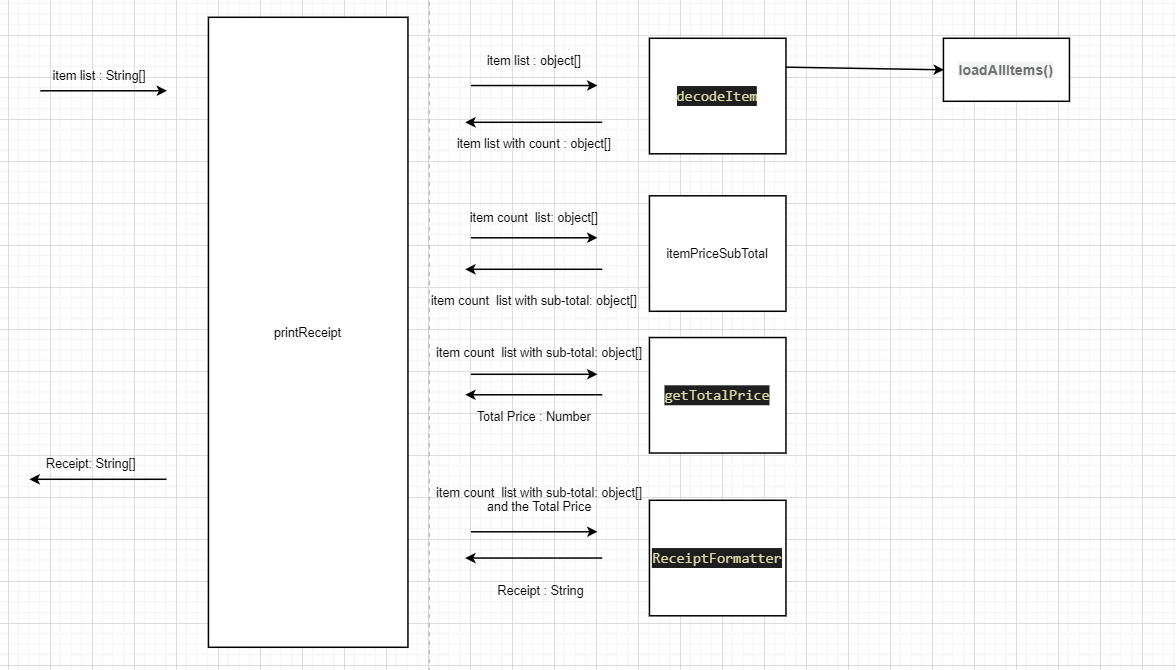 item list : String[]
item list : object[]
decodeItem
loadAllItems()
item list with count : object[]
item count list: object[]
itemPriceSubTotal
item count list with sub-total: object[]
printReceipt
item count list with sub-total: object[]
getTotalPrice
Total Price : Number
Receipt: String[]
item count list with sub-total: object[]
and the Total Price
ReceiptFormatter
Receipt : String